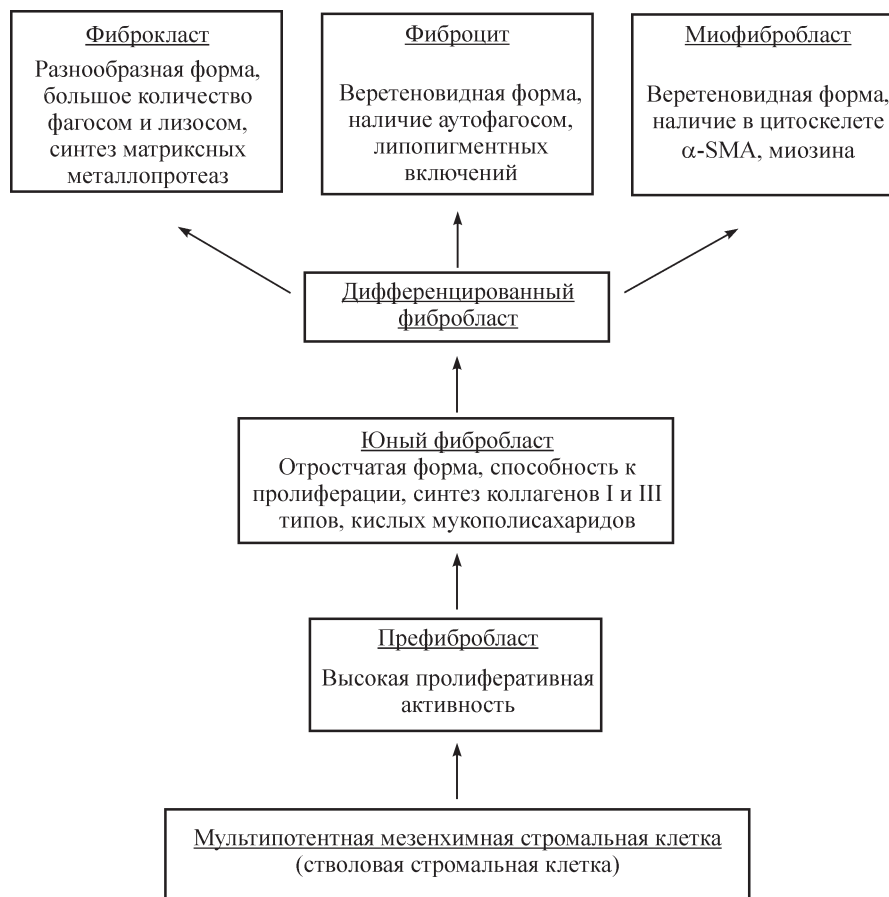 Фиброкласт
Разнообразная форма,
большое количество
фагосом и лизосом,
синтез матриксных
металлопротеаз
Фиброцит
Веретеновидная форма,
наличие аутофагосом,
липопигментных
включений
Миофибробласт
Веретеновидная форма,
наличие в цитоскелете
α-SMA, миозина
Дифференцированный
фибробласт
Юный фибробласт
Отростчатая форма, способность к
пролиферации, синтез коллагенов I и III
типов, кислых мукополисахаридов
Префибробласт
Высокая пролиферативная
активность
Мультипотентная мезенхимная стромальная клетка
(стволовая стромальная клетка)